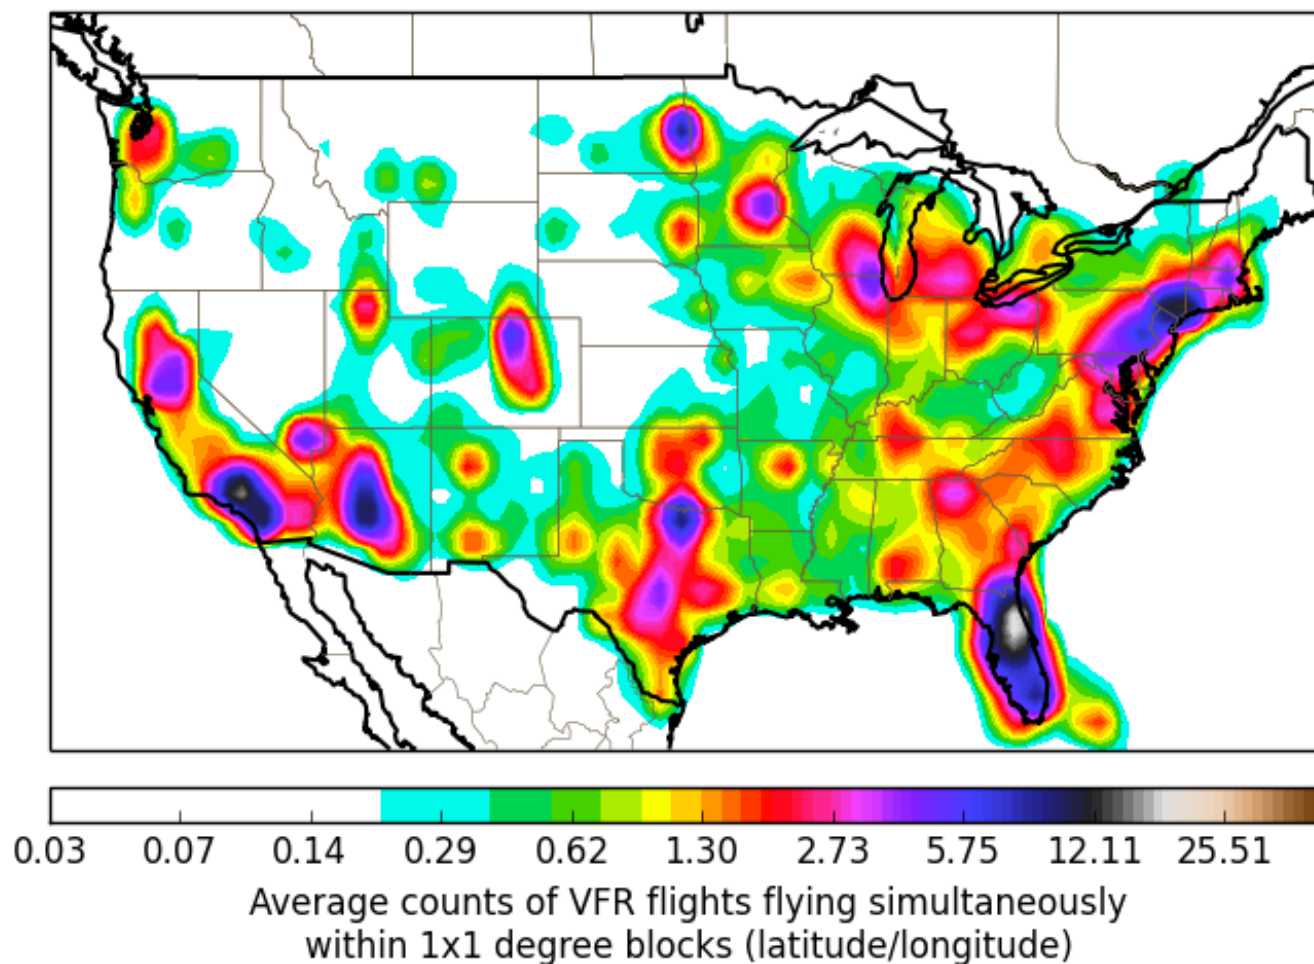 0.03 0.07 0.14 0.29 0.62 1.30 2.73 5.75 12.11 25.51
Average counts of VFR flights flying simultaneously
within 1x1 degree blocks (latitude/longitude)